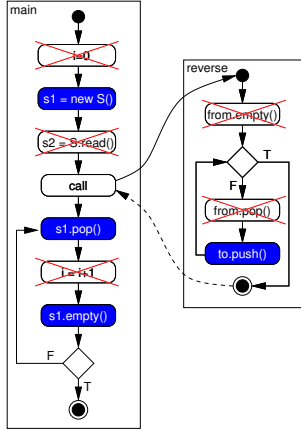 main
i=0
s1 = new S()
s2 = S.read()
call
s1.pop()
i = i+1
s1.empty()
F
T
reverse
from.empty()
T
F
from.pop()
to.push()